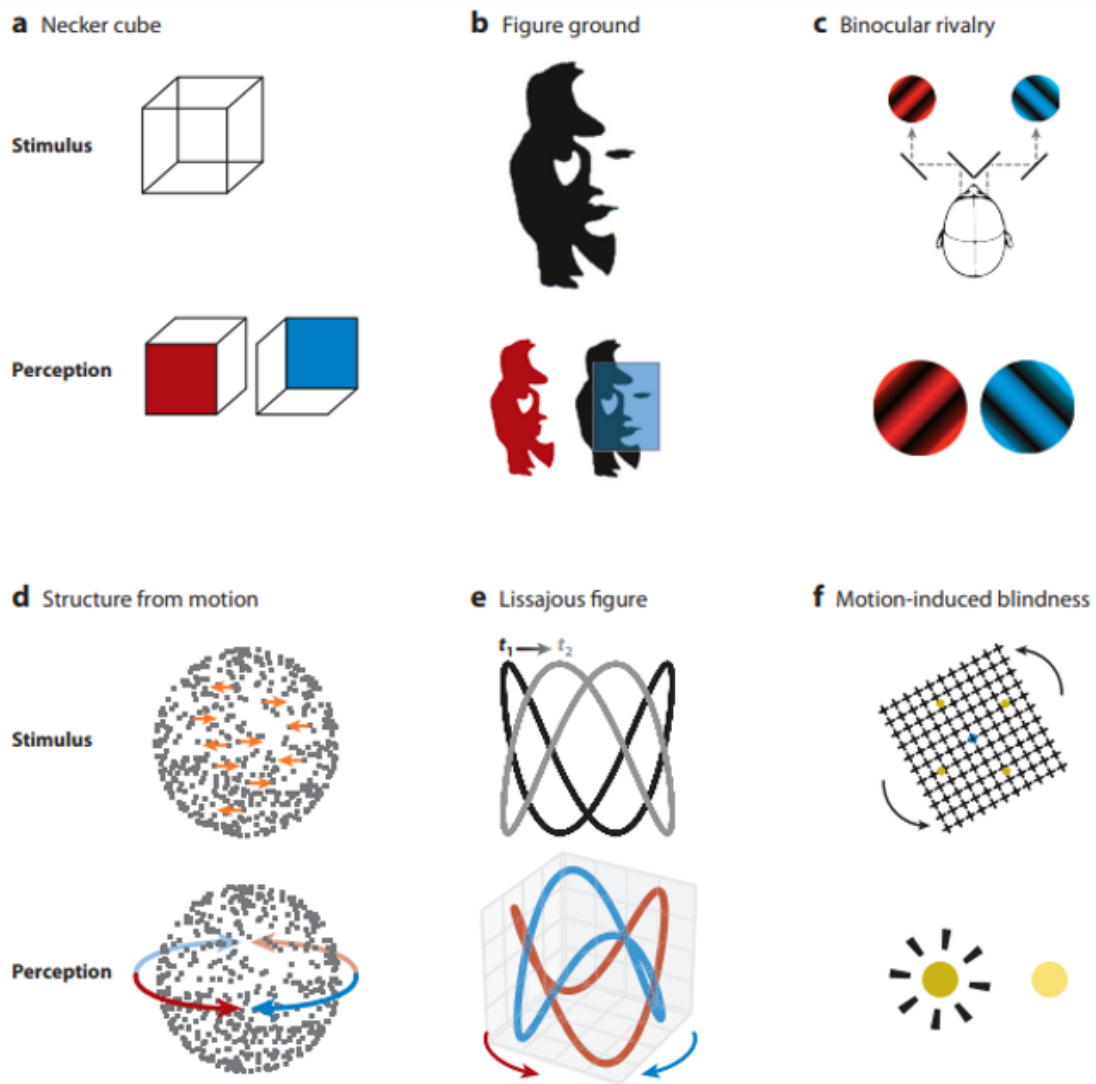 a Necker cube
b Figure ground
c Binocular rivalry
Stimulus
Perception
d Structure from motion
e Lissajous figure
f Motion-induced blindness
t1 t2
Stimulus
Perception